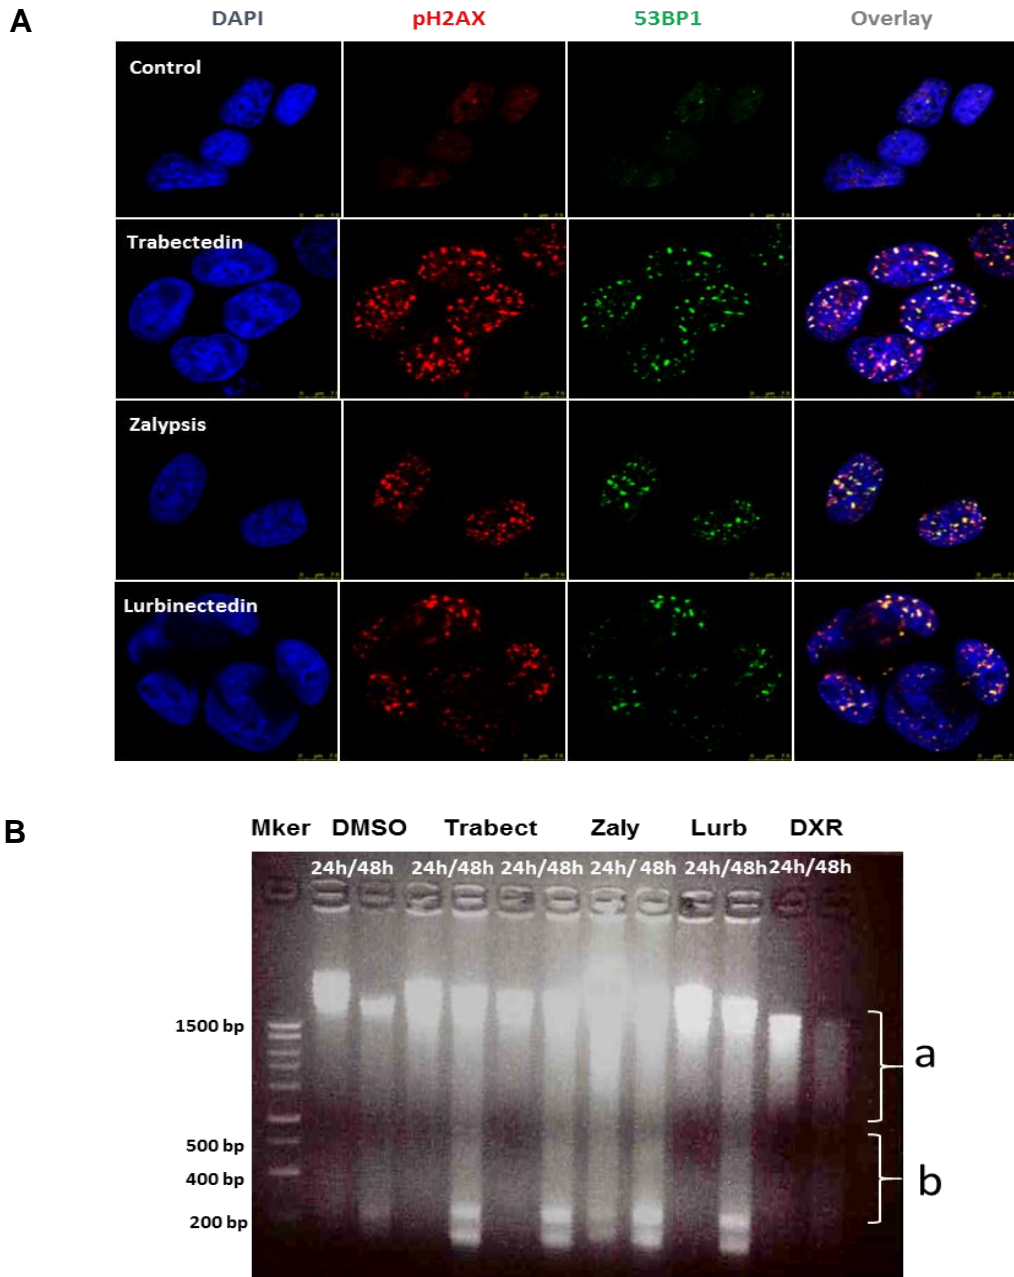 A
DAPI pH2AX 53BP1 Overlay
Control
Trabectedin
Zalypsis
Lurbinectedin
B
Mker DMSO Trabect Zaly Lurb DXR
24h/48h 24h/48h 24h/48h 24h/ 48h 24h/48h 24h/48h
1500 bp
a
500 bp
400 bp
b
200 bp